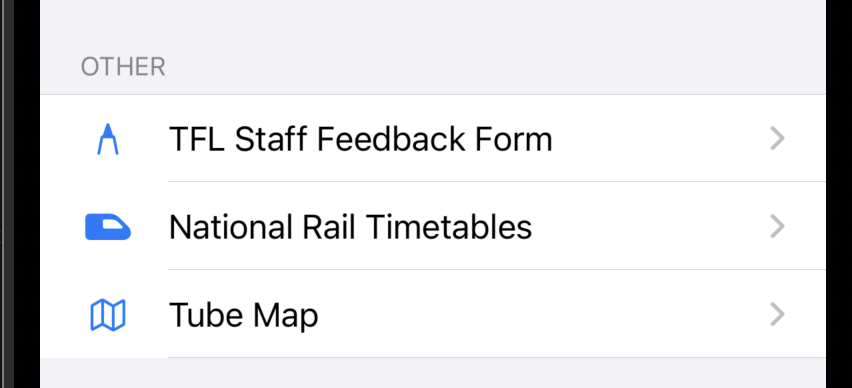 OTHER
TFL Staff Feedback Form
National Rail Timetables
Tube Map